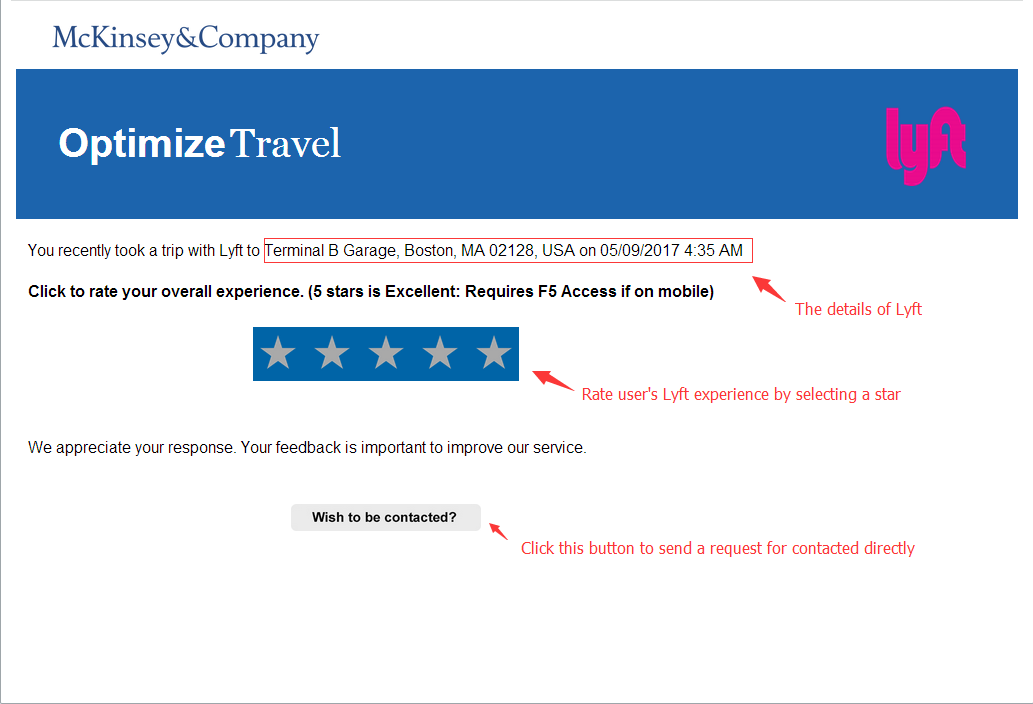 McKinsey&Company
Optimize Travel
lyft
You recently took a trip with Lyft to Terminal B Garage, Boston, MA 02128, USA on 05/09/2017 4:35 AM
Click to rate your overall experience. (5 stars is Excellent: Requires F5 Access if on mobile)
The details of Lyft
Rate user's Lyft experience by selecting a star
We appreciate your response. Your feedback is important to improve our service.
Wish to be contacted?
Click this button to send a request for contacted directly